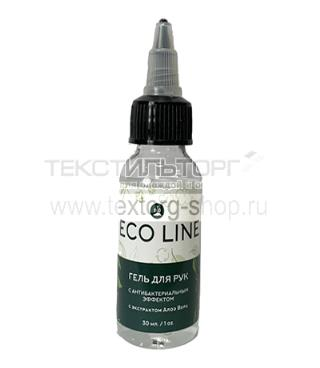 ТЕКСТИЛЬТОРГ
www.textorg-shop.ru
ECO LINE
ГЕЛЬ ДЛЯ РУК
С АНТИБАКТЕРИАЛЬНЫМ
ЭФФЕКТОМ
с экстрактом Алоэ Вера
30 мл. / 1 oz